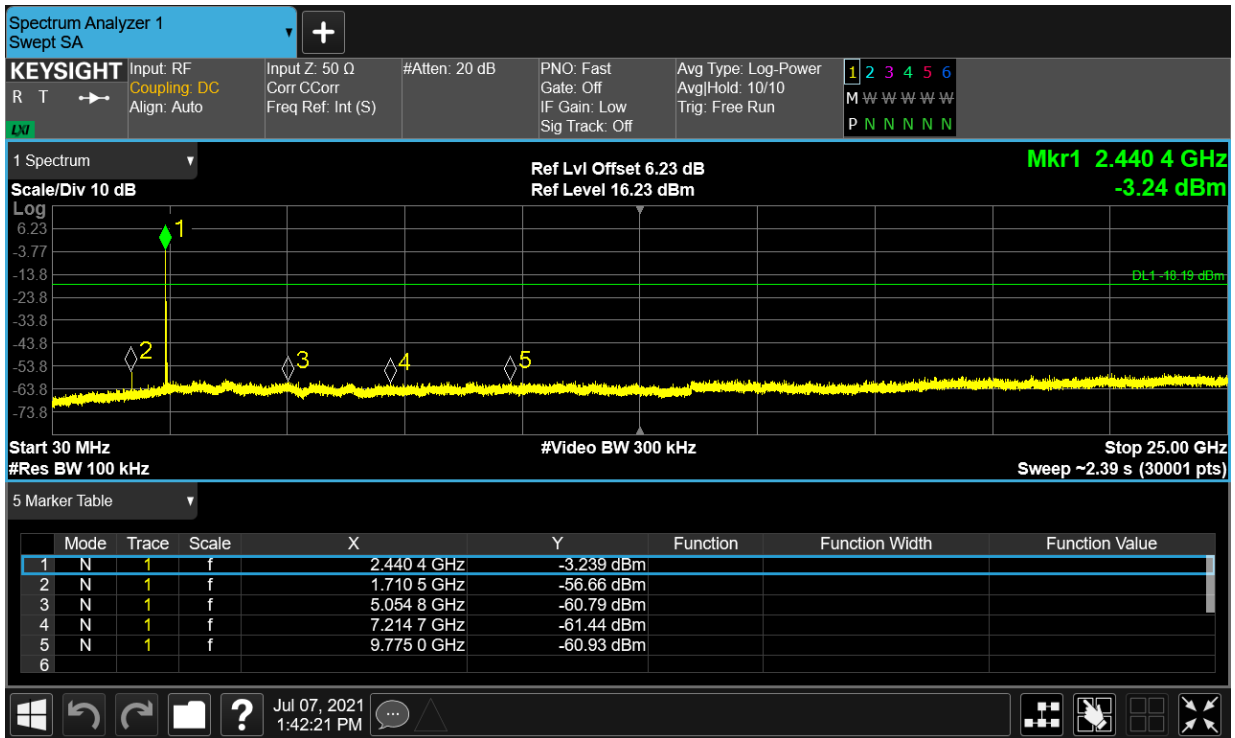 Spectrum Analyzer 1
Swept SA
KEYSIGHT
R T
LXI
Input: RF
Coupling: DC
Align: Auto
Input Z: 50 Ω
Corr CCorr
Freq Ref: Int (S)
#Atten: 20 dB
PNO: Fast
Gate: Off
IF Gain: Low
Sig Track: Off
Avg Type: Log-Power
Avg|Hold: 10/10
Trig: Free Run
1 2 3 4 5 6
M W W W W W
P N N N N N
1 Spectrum
Scale/Div 10 dB
Ref Lvl Offset 6.23 dB
Ref Level 16.23 dBm
Mkr1 2.440 4 GHz
-3.24 dBm
Log
6.23
-3.77
-13.8
-23.8
-33.8
-43.8
-53.8
-63.8
-73.8
1
2
3
4
5
DL1 -18.19 dBm
Start 30 MHz
#Video BW 300 kHz
Stop 25.00 GHz
#Res BW 100 kHz
Sweep ~2.39 s (30001 pts)
5 Marker Table
Mode Trace Scale X Y Function Function Width Function Value
1 N 1 f 2.440 4 GHz -3.239 dBm
2 N 1 f 1.710 5 GHz -56.66 dBm
3 N 1 f 5.054 8 GHz -60.79 dBm
4 N 1 f 7.214 7 GHz -61.44 dBm
5 N 1 f 9.775 0 GHz -60.93 dBm
6
?
Jul 07, 2021
1:42:21 PM